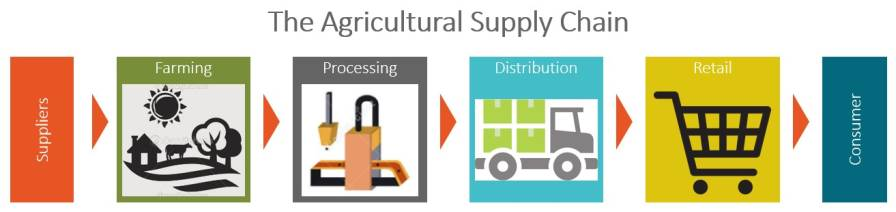 The Agricultural Supply Chain
Suppliers
Farming
Processing
Distribution
Retail
Consumer